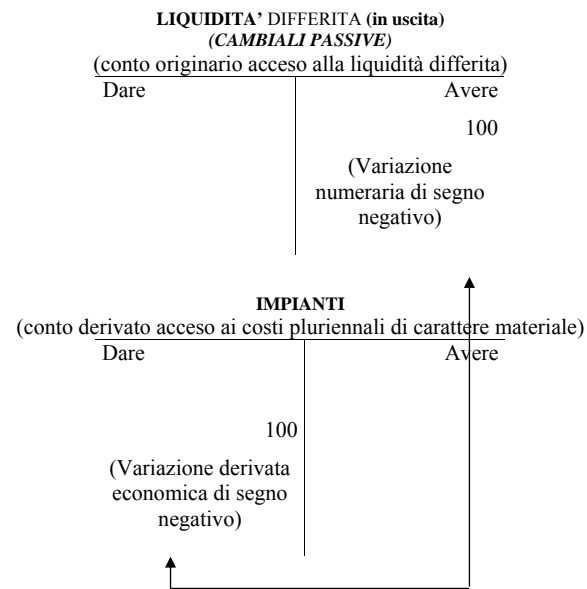 LIQUIDITA' DIFFERITA (in uscita)
(CAMBIALI PASSIVE)
(conto originario acceso alla liquidità differita)
Dare Avere
100
(Variazione
numeraria di segno
negativo)
IMPIANTI
(conto derivato acceso ai costi pluriennali di carattere materiale)
Dare Avere
100
(Variazione derivata
economica di segno
negativo)